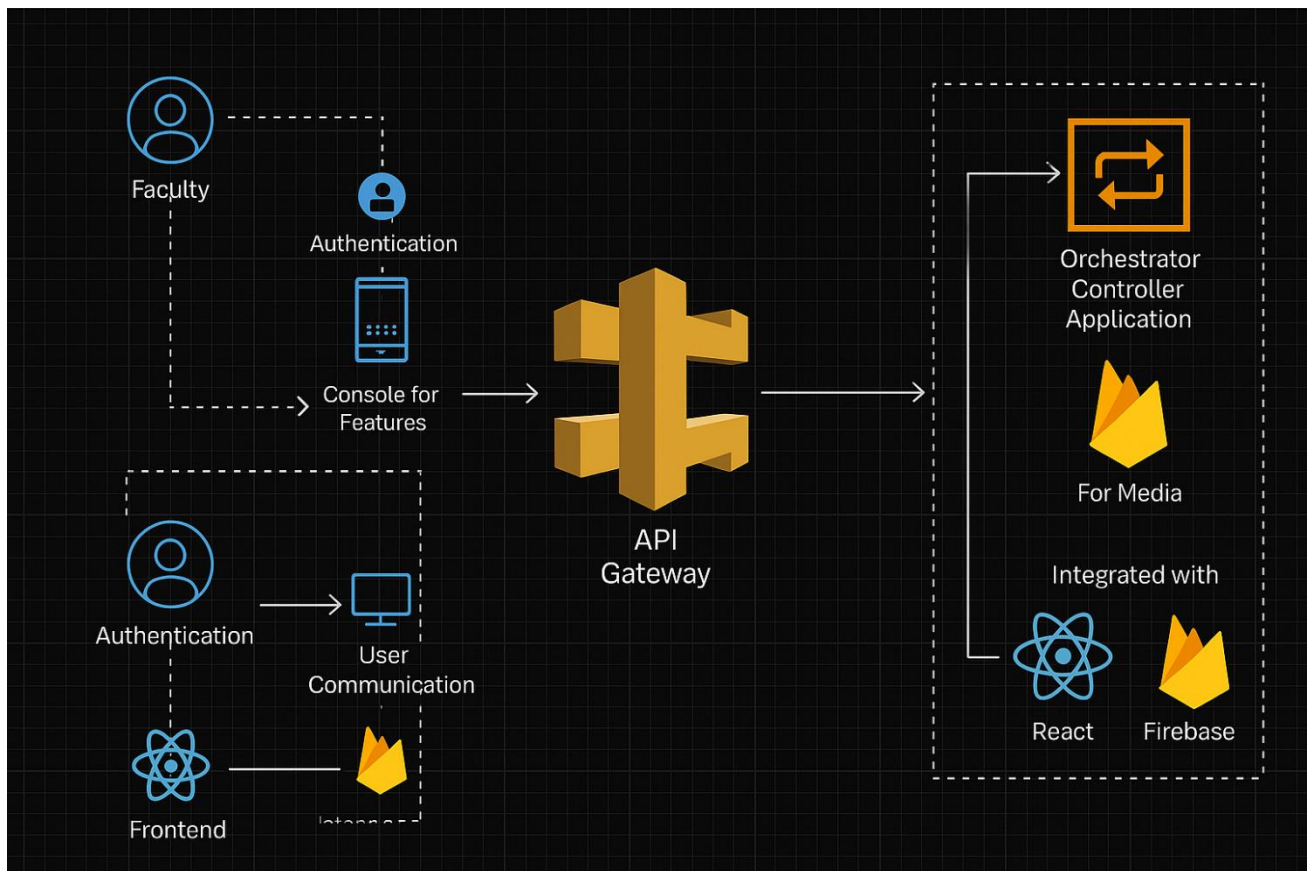 Faculty
Authentication
Console for
Features
Authentication
User
Communication
Frontend
API
Gateway
Orchestrator
Controller
Application
For Media
Integrated with
React
Firebase